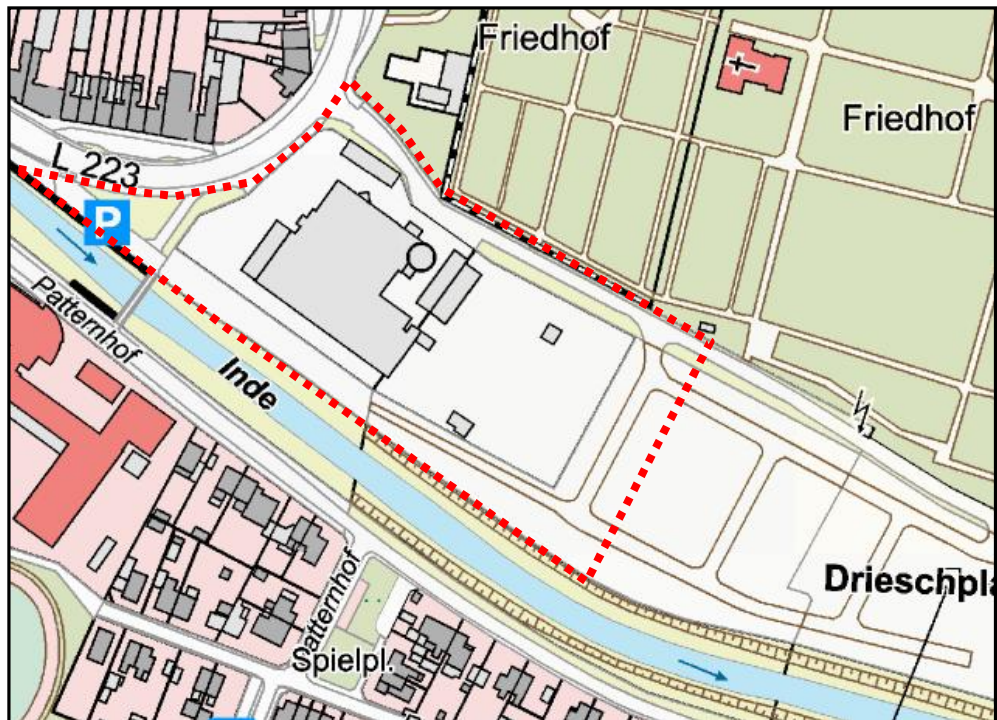 Friedhof
Friedhof
L 223
P
Patternhof
Inde
Patternhof
Drieschpla
Spielpl.